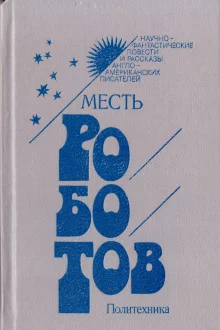 НАУЧНО-
ФАНТАСТИЧЕСКИЕ
ПОВЕСТИ
И РАССКАЗЫ
АНГЛО-
АМЕРИКАНСКИХ
ПИСАТЕЛЕЙ
МЕСТЬ
РО
БО
ТОВ
Политехника